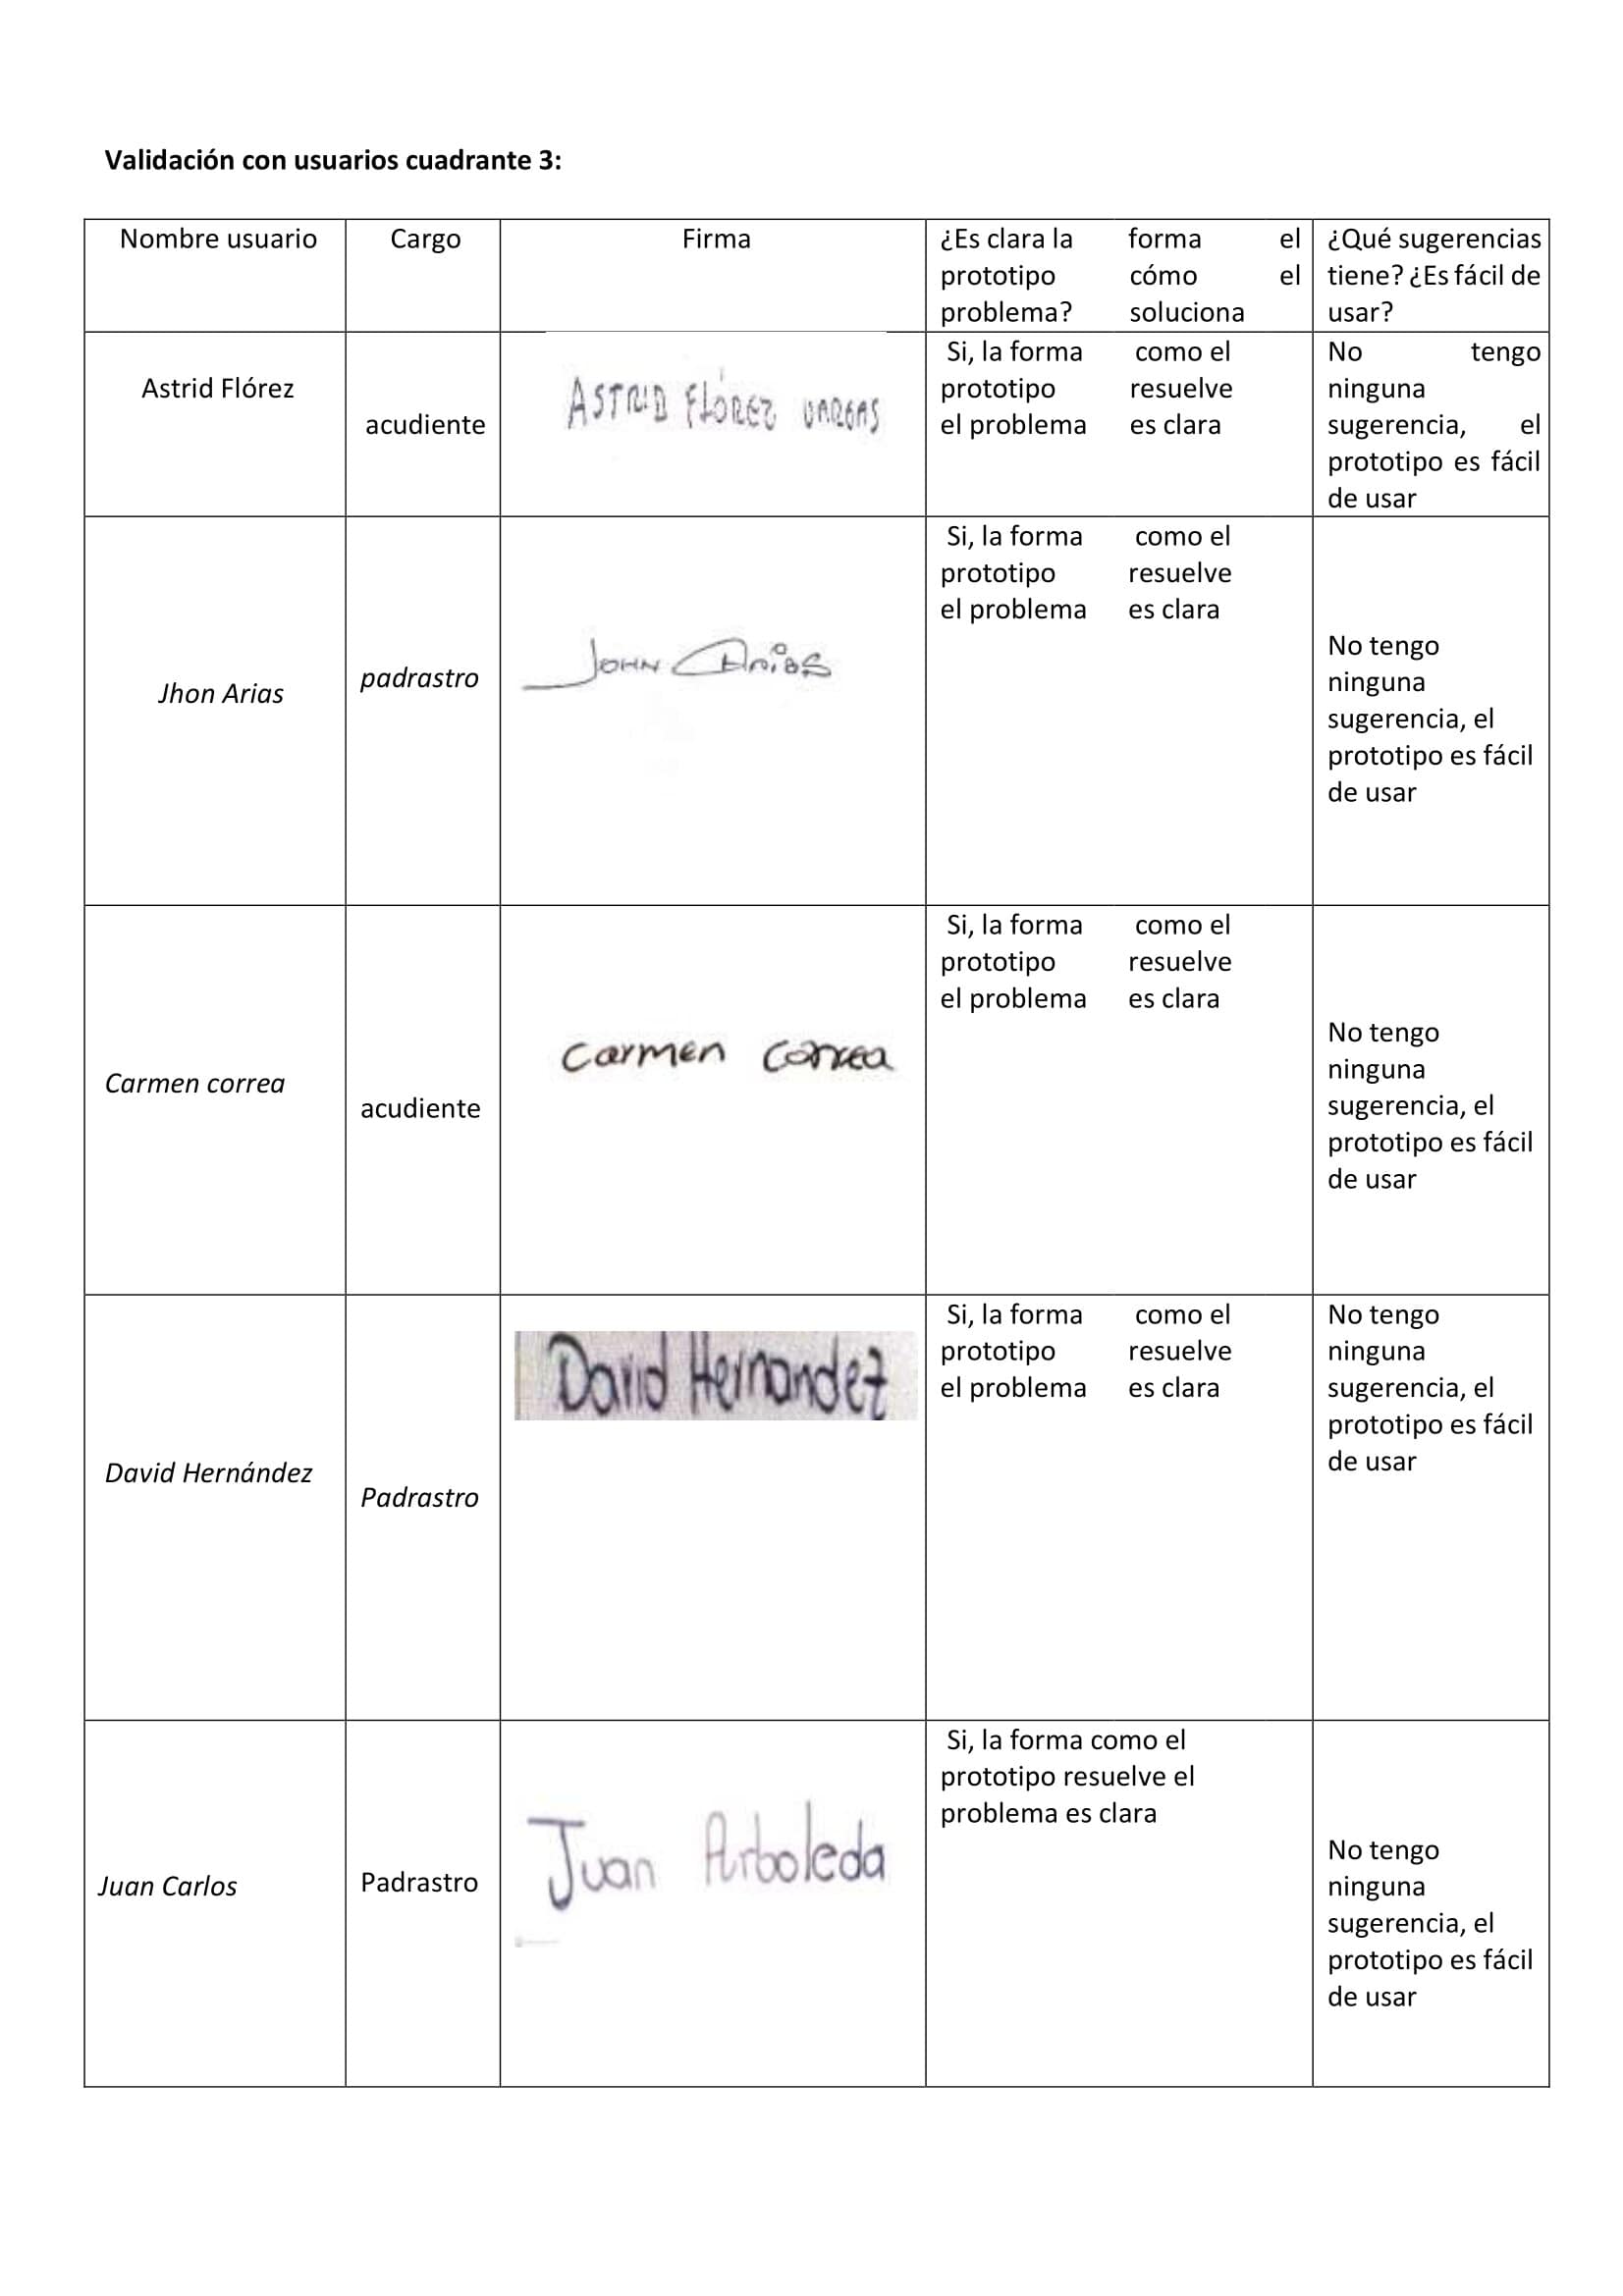 Validación con usuarios cuadrante 3:
Nombre usuario
Cargo
Firma
¿Es clara la forma el
prototipo cómo el
problema? soluciona
¿Qué sugerencias
tiene? ¿Es fácil de
usar?
Astrid Flórez
acudiente
ASTRID FLÓREZ VARGAS
Si, la forma como el
prototipo resuelve
el problema es clara
No tengo
ninguna
sugerencia, el
prototipo es fácil
de usar
Jhon Arias
padrastro
JOHN Arias
Si, la forma como el
prototipo resuelve
el problema es clara
No tengo
ninguna
sugerencia, el
prototipo es fácil
de usar
Carmen correa
acudiente
Carmen Correa
Si, la forma como el
prototipo resuelve
el problema es clara
No tengo
ninguna
sugerencia, el
prototipo es fácil
de usar
David Hernández
Padrastro
David Hernandez
Si, la forma como el
prototipo resuelve
el problema es clara
No tengo
ninguna
sugerencia, el
prototipo es fácil
de usar
Juan Carlos
Padrastro
Juan Arboleda
Si, la forma como el
prototipo resuelve el
problema es clara
No tengo
ninguna
sugerencia, el
prototipo es fácil
de usar